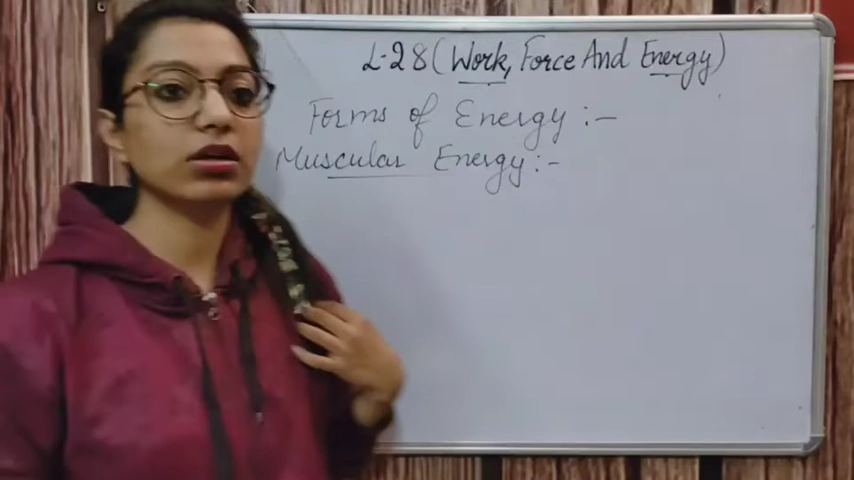 L-28 (Work, Force And Energy)
Forms of Energy :-
Muscular Energy :-